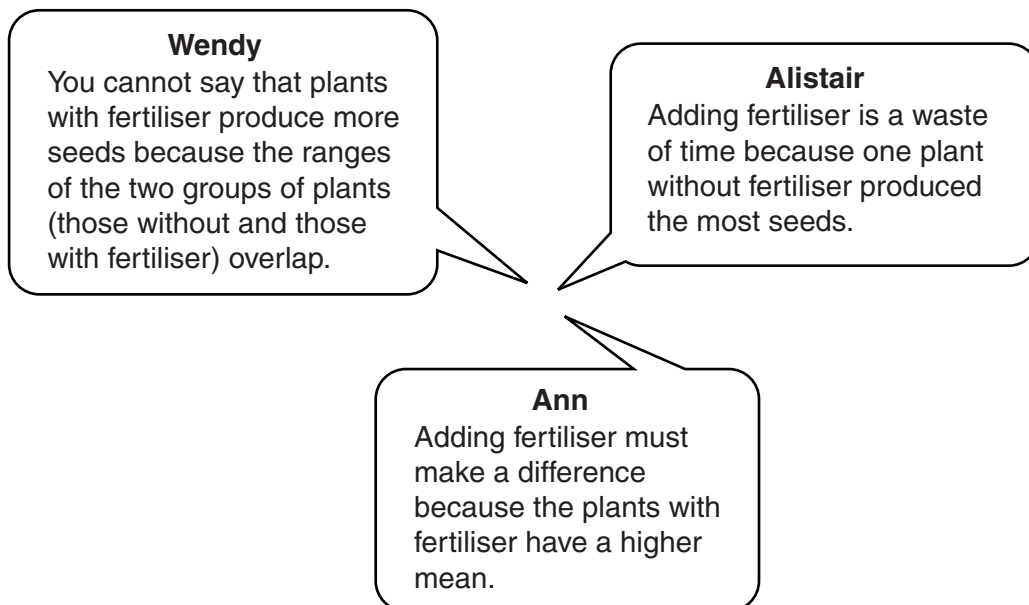 Wendy
You cannot say that plants
with fertiliser produce more
seeds because the ranges
of the two groups of plants
(those without and those
with fertiliser) overlap.
Alistair
Adding fertiliser is a waste
of time because one plant
without fertiliser produced
the most seeds.
Ann
Adding fertiliser must
make a difference
because the plants with
fertiliser have a higher
mean.